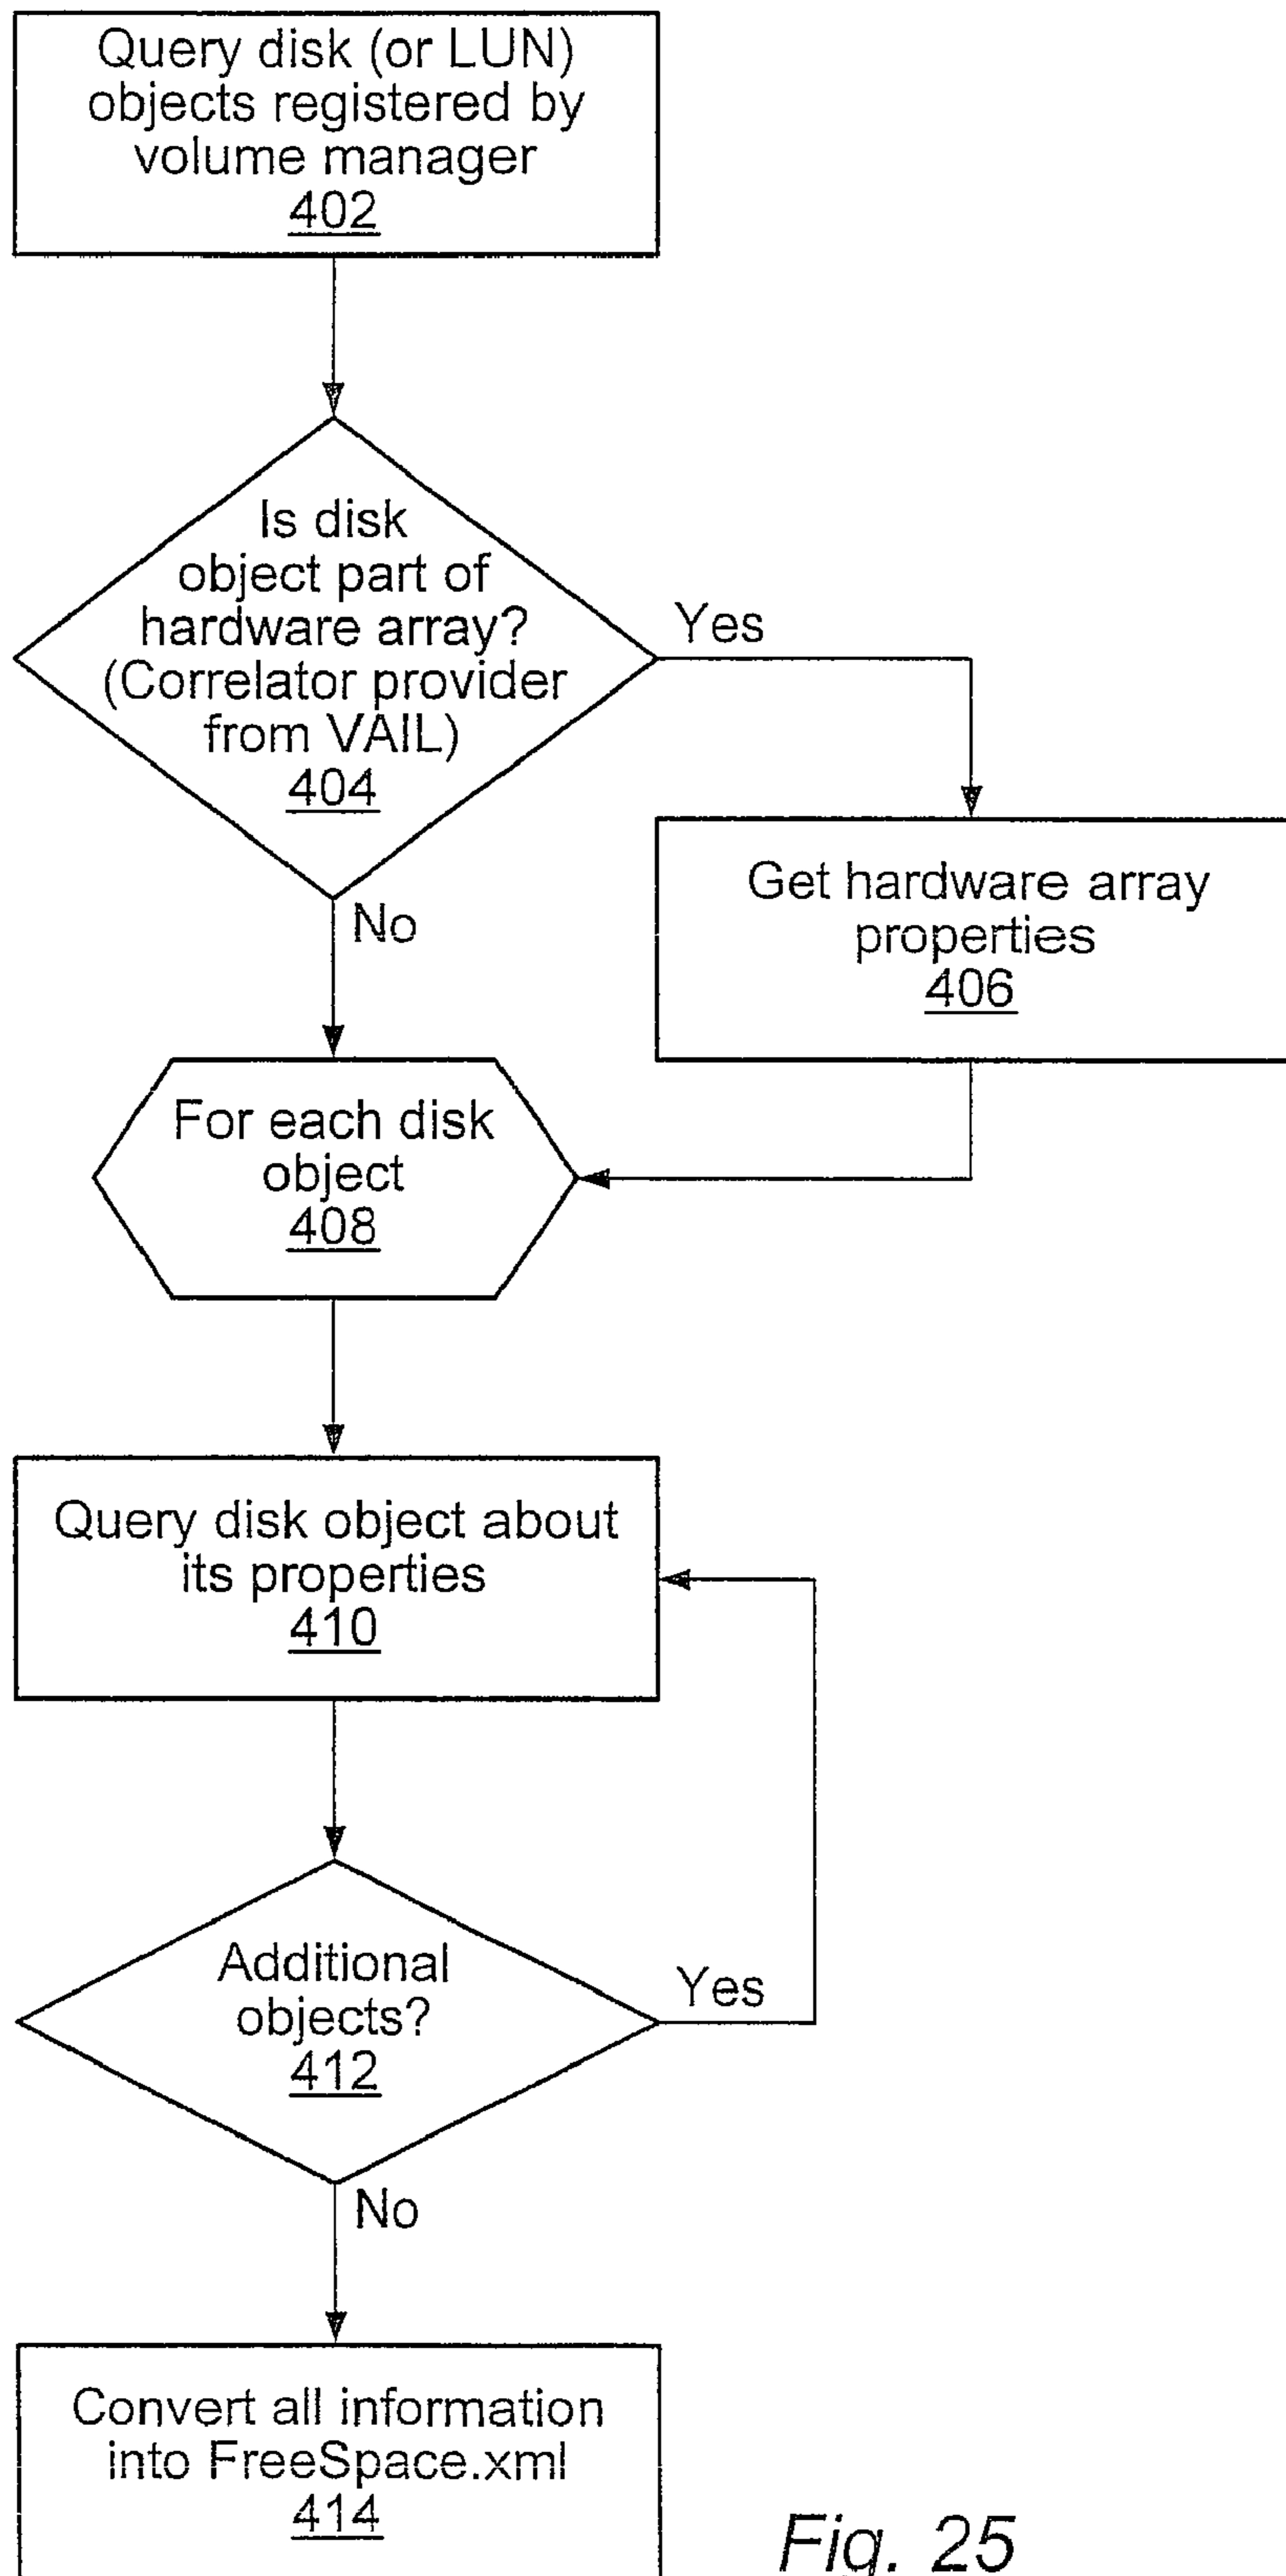 Query disk (or LUN)
objects registered by
volume manager
402
Is disk
object part of
hardware array?
(Correlator provider
from VAIL)
404
Yes
No
Get hardware array
properties
406
For each disk
object
408
Query disk object about
its properties
410
Additional
objects?
412
Yes
No
Convert all information
into FreeSpace.xml
414
Fig. 25